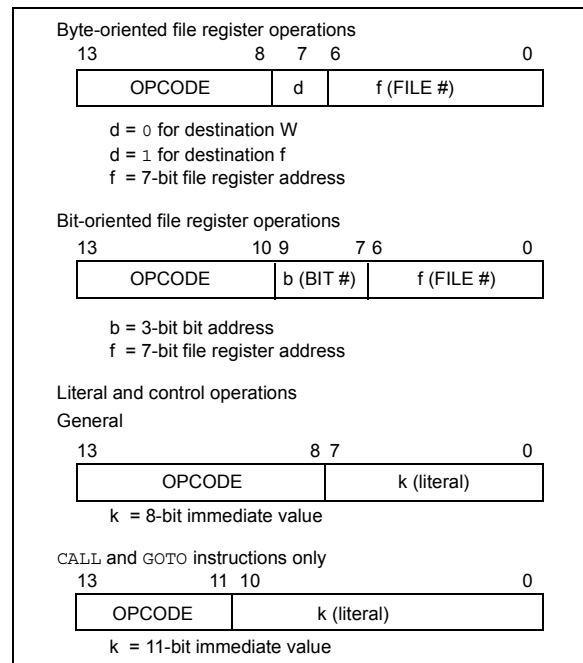 Byte-oriented file register operations
13 8 7 6 0
OPCODE d f (FILE #)
d = 0 for destination W
d = 1 for destination f
f = 7-bit file register address
Bit-oriented file register operations
13 10 9 7 6 0
OPCODE b (BIT #) f (FILE #)
b = 3-bit bit address
f = 7-bit file register address
Literal and control operations
General
13 8 7 0
OPCODE k (literal)
k = 8-bit immediate value
CALL and GOTO instructions only
13 11 10 0
OPCODE k (literal)
k = 11-bit immediate value